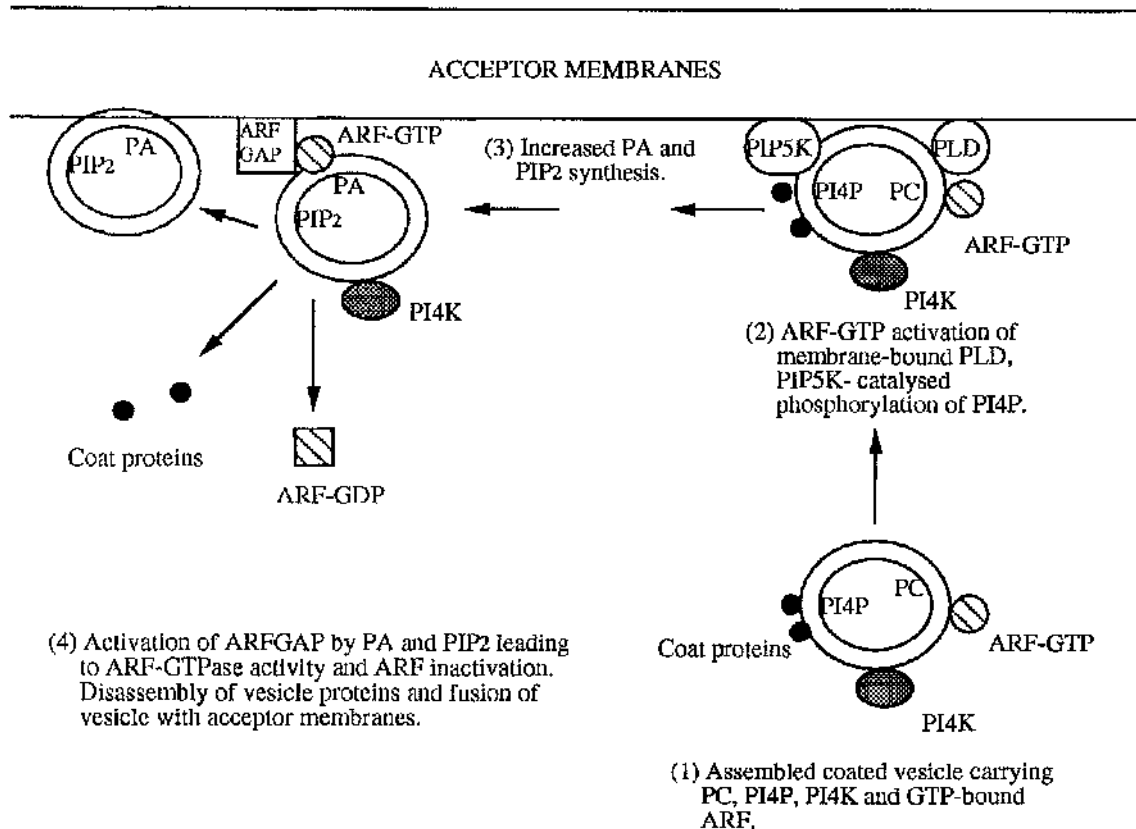 ACCEPTOR MEMBRANES
PIP2
PA
ARF
GAP
ARF-GTP
PA
PIP2
PI4K
(3) Increased PA and
PIP2 synthesis.
PIP5K
PLD
PI4P
PC
ARF-GTP
PI4K
(2) ARF-GTP activation of
membrane-bound PLD,
PIP5K- catalysed
phosphorylation of PI4P.
Coat proteins
ARF-GDP
PI4P
PC
Coat proteins
ARF-GTP
PI4K
(4) Activation of ARFGAP by PA and PIP2 leading
to ARF-GTPase activity and ARF inactivation.
Disassembly of vesicle proteins and fusion of
vesicle with acceptor membranes.
(1) Assembled coated vesicle carrying
PC, PI4P, PI4K and GTP-bound
ARF.